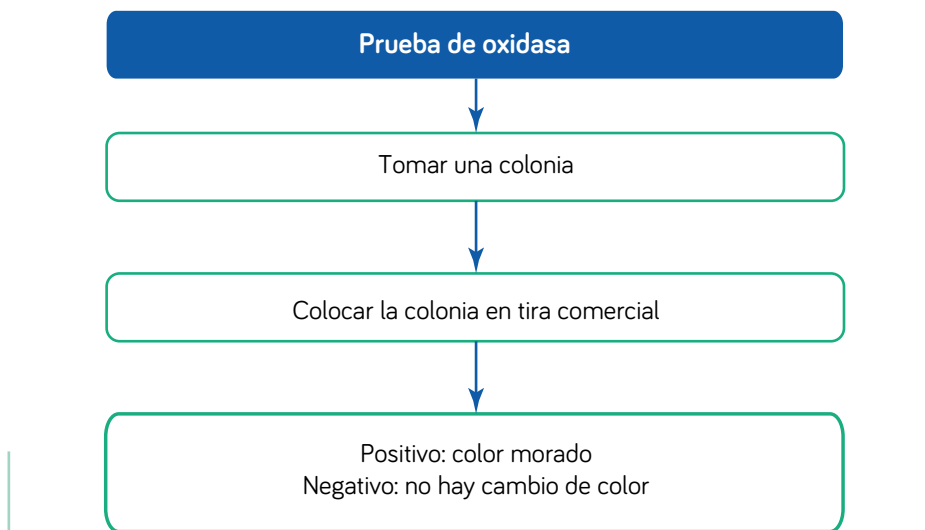 Prueba de oxidasa
Tomar una colonia
Colocar la colonia en tira comercial
Positivo: color morado
Negativo: no hay cambio de color